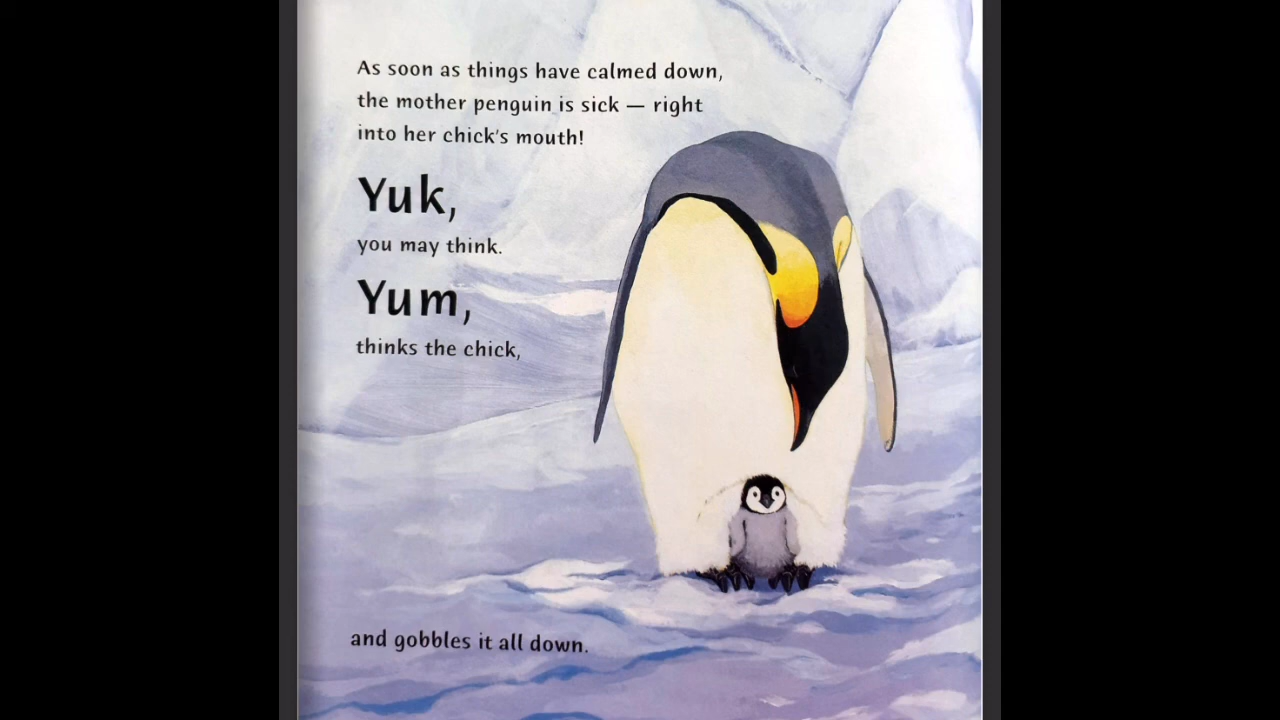 As soon as things have calmed down,
the mother penguin is sick — right
into her chick's mouth!
Yuk,
you may think.
Yum,
thinks the chick,
and gobbles it all down.